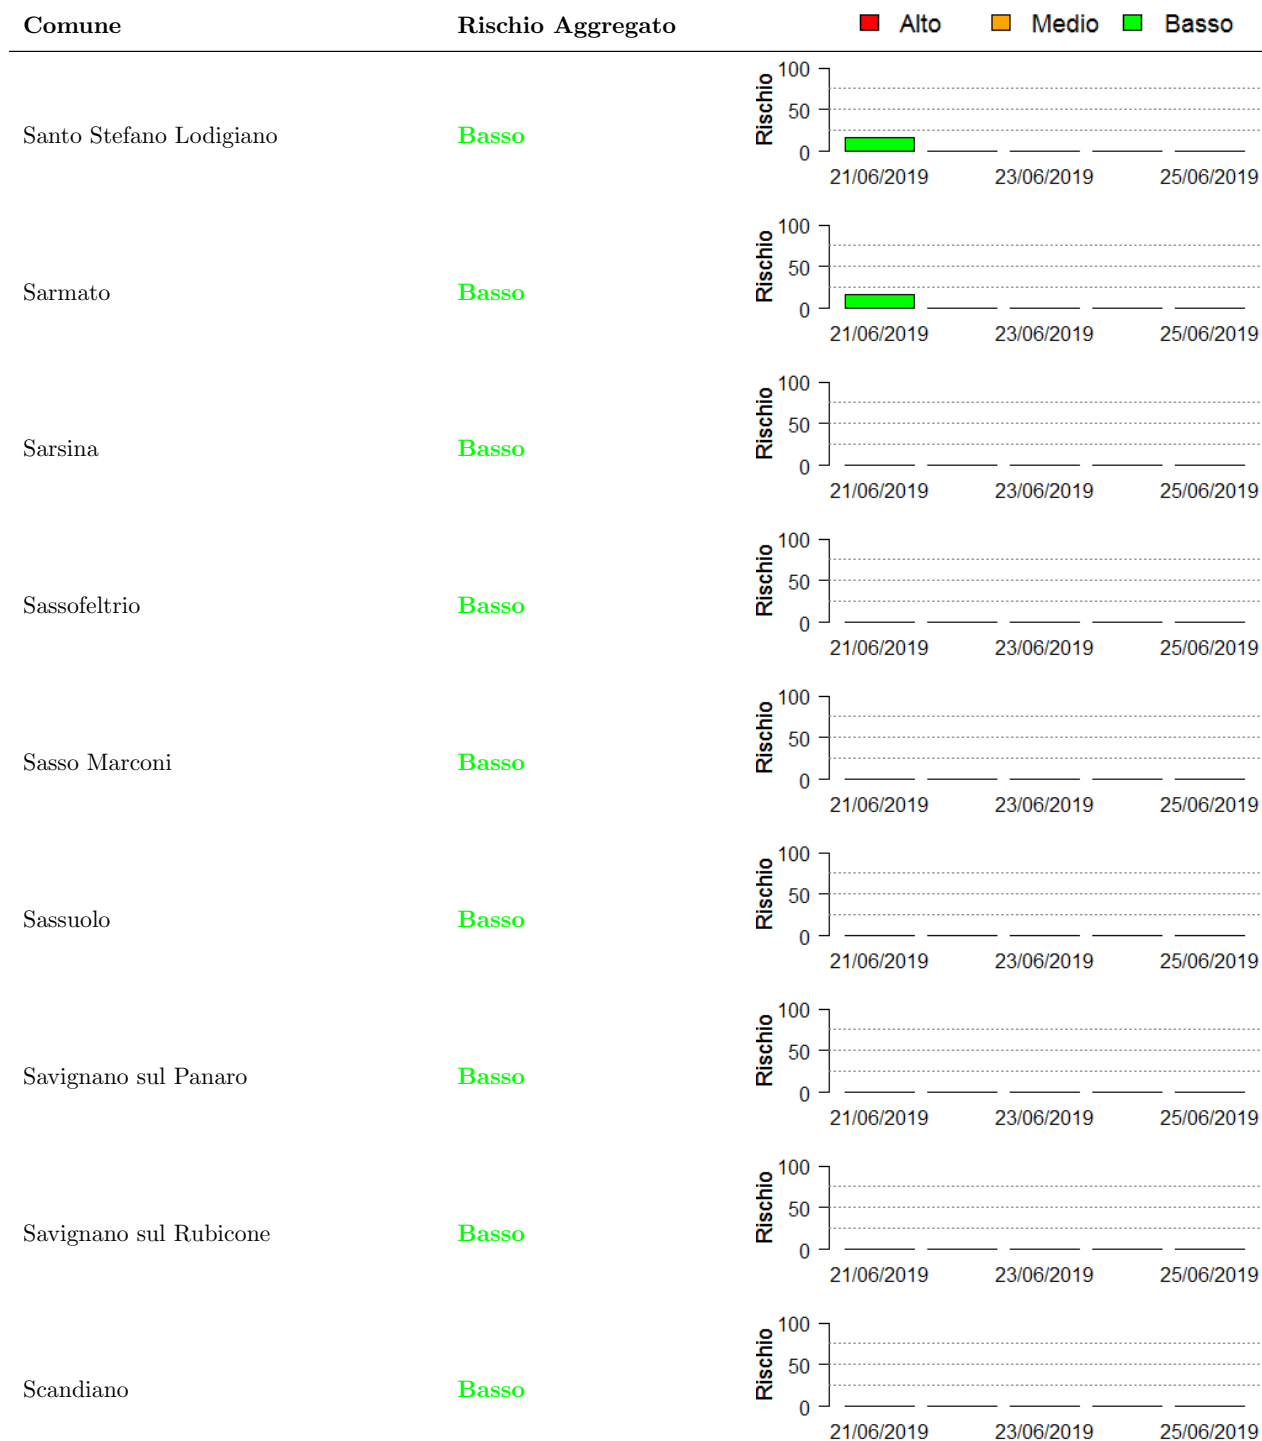 Comune Rischio Aggregato Alto Medio Basso
100
50
0
Rischio
Santo Stefano Lodigiano Basso
21/06/2019 23/06/2019 25/06/2019
100
50
0
Rischio
Sarmato Basso
21/06/2019 23/06/2019 25/06/2019
100
50
0
Rischio
Sarsina Basso
21/06/2019 23/06/2019 25/06/2019
100
50
0
Rischio
Sassofeltrio Basso
21/06/2019 23/06/2019 25/06/2019
100
50
0
Rischio
Sasso Marconi Basso
21/06/2019 23/06/2019 25/06/2019
100
50
0
Rischio
Sassuolo Basso
21/06/2019 23/06/2019 25/06/2019
100
50
0
Rischio
Savignano sul Panaro Basso
21/06/2019 23/06/2019 25/06/2019
100
50
0
Rischio
Savignano sul Rubicone Basso
21/06/2019 23/06/2019 25/06/2019
100
50
0
Rischio
Scandiano Basso
21/06/2019 23/06/2019 25/06/2019